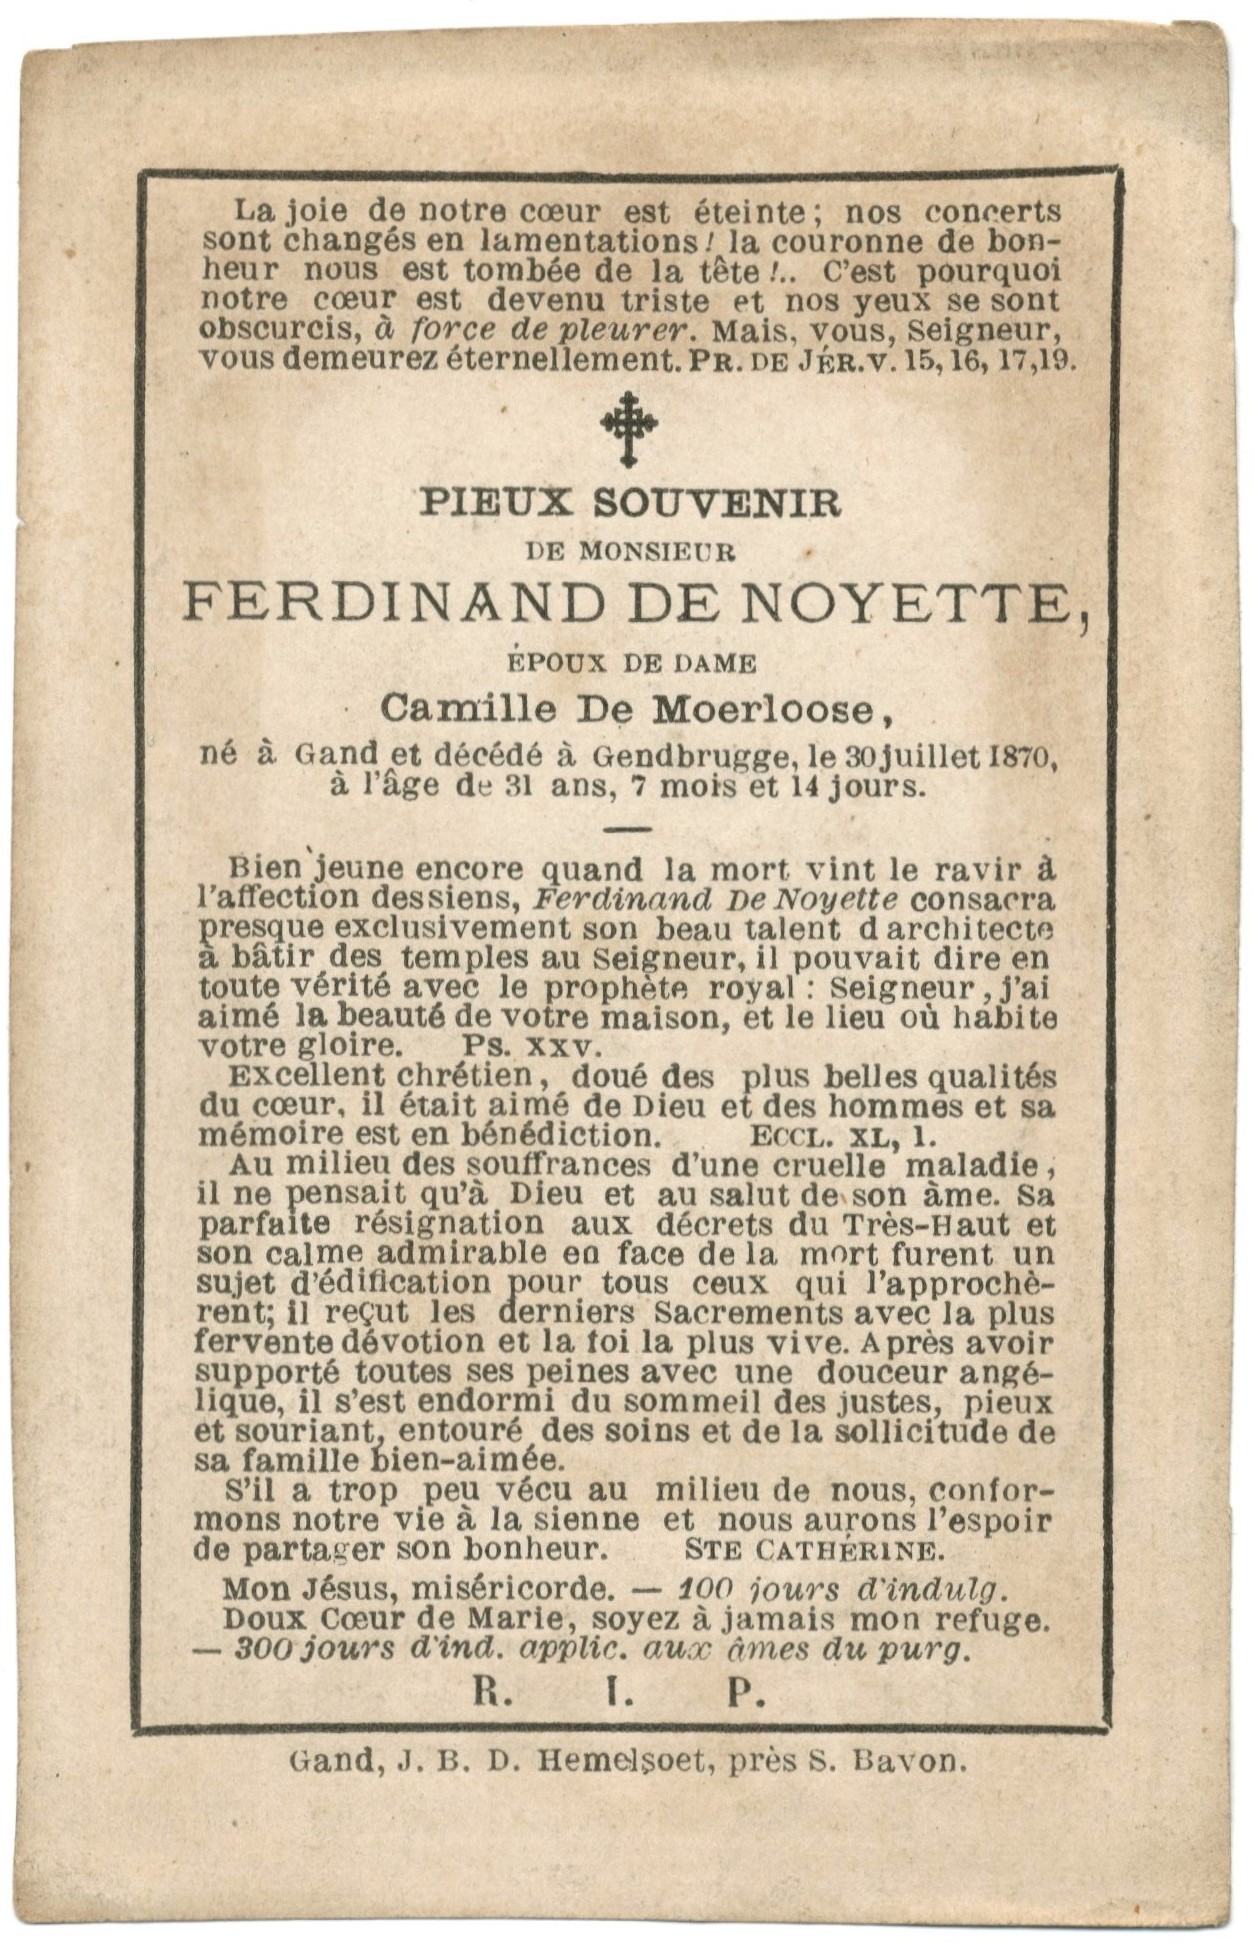 La joie de notre cœur est éteinte; nos concerts
sont changés en lamentations! la couronne de bon-
heur nous est tombée de la tête!.. C'est pourquoi
notre cœur est devenu triste et nos yeux se sont
obscurcis, à force de pleurer. Mais, vous, Seigneur,
vous demeurez éternellement. PR. DE JÉR. V. 15, 16, 17, 19.
PIEUX SOUVENIR
DE MONSIEUR
FERDINAND DE NOYETTE,
ÉPOUX DE DAME
Camille De Moerloose,
né à Gand et décédé à Gendbrugge, le 30 juillet 1870,
à l'âge de 31 ans, 7 mois et 14 jours.
Bien jeune encore quand la mort vint le ravir à
l'affection des siens, Ferdinand De Noyette consacra
presque exclusivement son beau talent d architecte
à bâtir des temples au Seigneur, il pouvait dire en
toute vérité avec le prophète royal : Seigneur, j'ai
aimé la beauté de votre maison, et le lieu où habite
votre gloire. Ps. XXV.
Excellent chrétien, doué des plus belles qualités
du cœur, il était aimé de Dieu et des hommes et sa
mémoire est en bénédiction. ECCL. XL, 1.
Au milieu des souffrances d'une cruelle maladie,
il ne pensait qu'à Dieu et au salut de son âme. Sa
parfaite résignation aux décrets du Très-Haut et
son calme admirable en face de la mort furent un
sujet d'édification pour tous ceux qui l'approchè-
rent; il reçut les derniers Sacrements avec la plus
fervente dévotion et la foi la plus vive. Après avoir
supporté toutes ses peines avec une douceur angé-
lique, il s'est endormi du sommeil des justes, pieux
et souriant, entouré des soins et de la sollicitude de
sa famille bien-aimée.
S'il a trop peu vécu au milieu de nous, confor-
mons notre vie à la sienne et nous aurons l'espoir
de partager son bonheur. STE CATHÉRINE.
Mon Jésus, miséricorde. — 100 jours d'indulg.
Doux Cœur de Marie, soyez à jamais mon refuge.
— 300 jours d'ind. applic. aux âmes du purg.
R. I. P.
Gand, J. B. D. Hemelsoet, près S. Bavon.